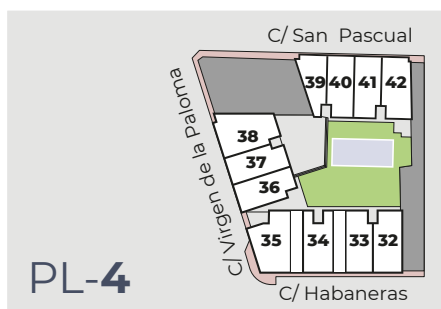 C/ San Pascual
39 40 41 42
C/ Virgen de la Paloma
38
37
36
35 34 33 32
PL-4
C/ Habaneras